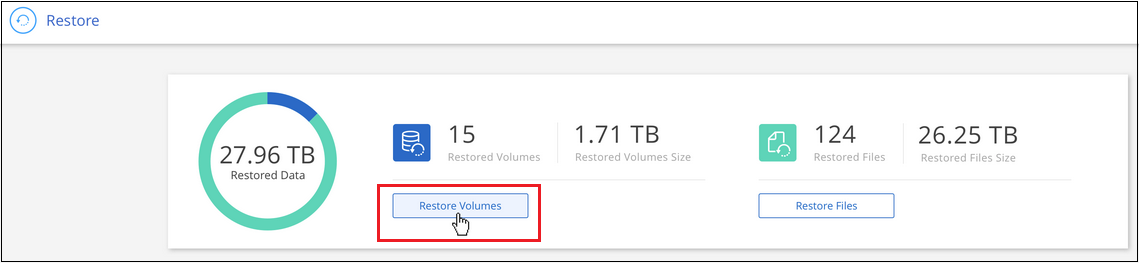 Restore
27.96 TB
Restored Data
15
Restored Volumes
1.71 TB
Restored Volumes Size
Restore Volumes
124
Restored Files
26.25 TB
Restored Files Size
Restore Files